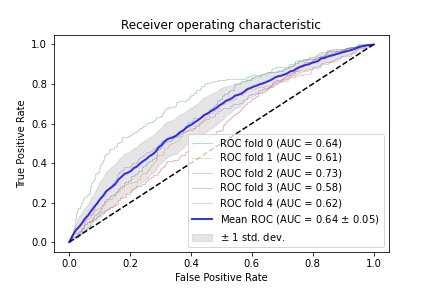 Receiver operating characteristic
True Positive Rate
1.0
0.8
0.6
0.4
0.2
0.0
ROC fold 0 (AUC = 0.64)
ROC fold 1 (AUC = 0.61)
ROC fold 2 (AUC = 0.73)
ROC fold 3 (AUC = 0.58)
ROC fold 4 (AUC = 0.62)
Mean ROC (AUC = 0.64 ± 0.05)
± 1 std. dev.
0.0 0.2 0.4 0.6 0.8 1.0
False Positive Rate